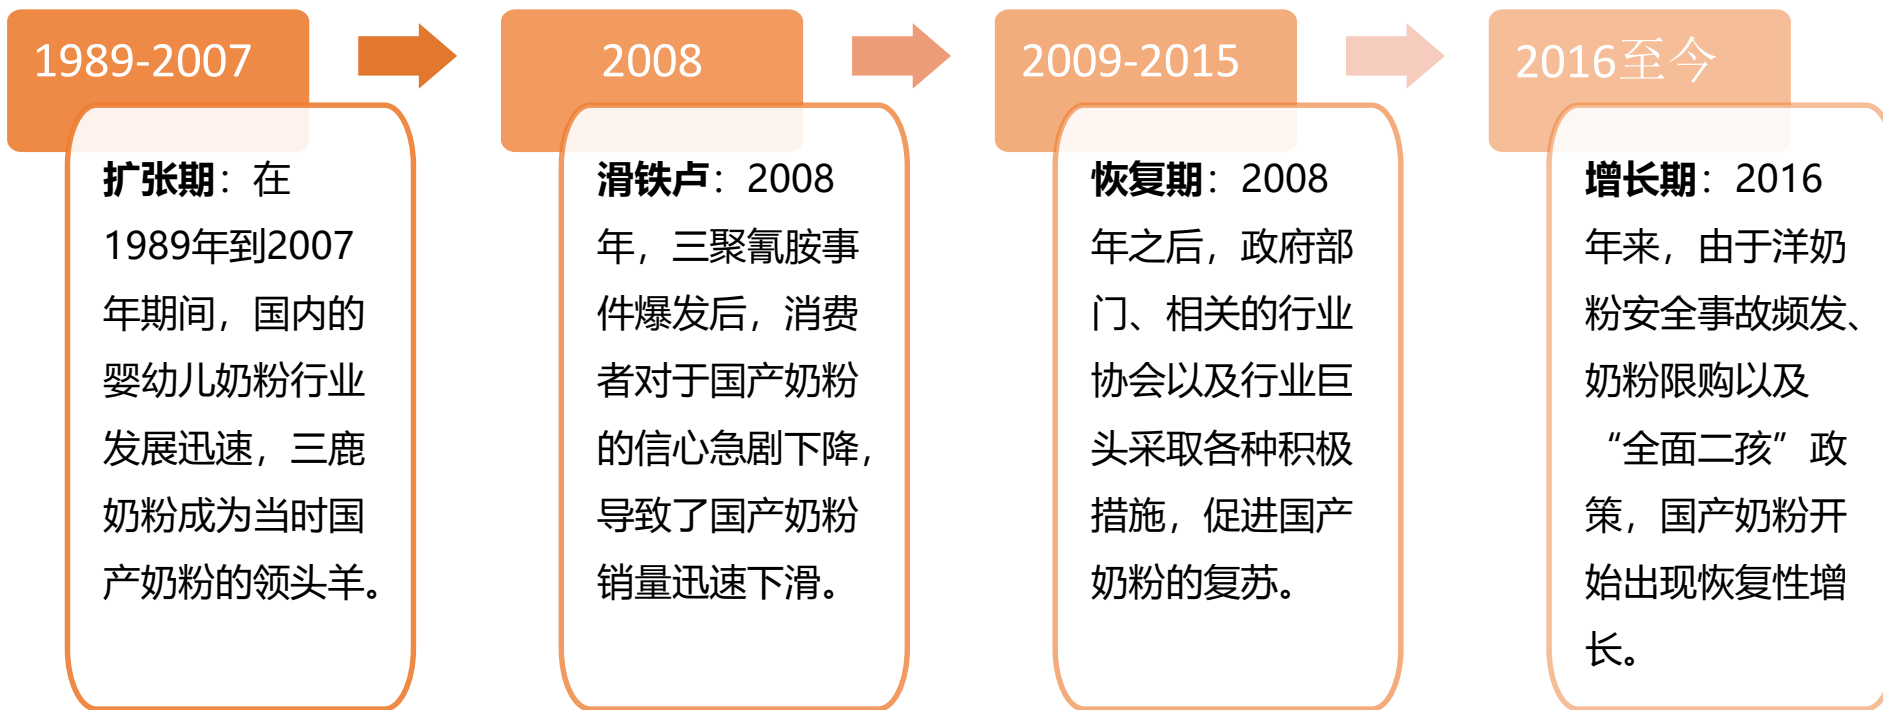 1989-2007
扩张期：在
1989年到2007
年期间，国内的
婴幼儿奶粉行业
发展迅速，三鹿
奶粉成为当时国
产奶粉的领头羊。
2008
滑铁卢：2008
年，三聚氰胺事
件爆发后，消费
者对于国产奶粉
的信心急剧下降，
导致了国产奶粉
销量迅速下滑。
2009-2015
恢复期：2008
年之后，政府部
门、相关的行业
协会以及行业巨
头采取各种积极
措施，促进国产
奶粉的复苏。
2016至今
增长期：2016
年来，由于洋奶
粉安全事故频发、
奶粉限购以及
“全面二孩”政
策，国产奶粉开
始出现恢复性增
长。